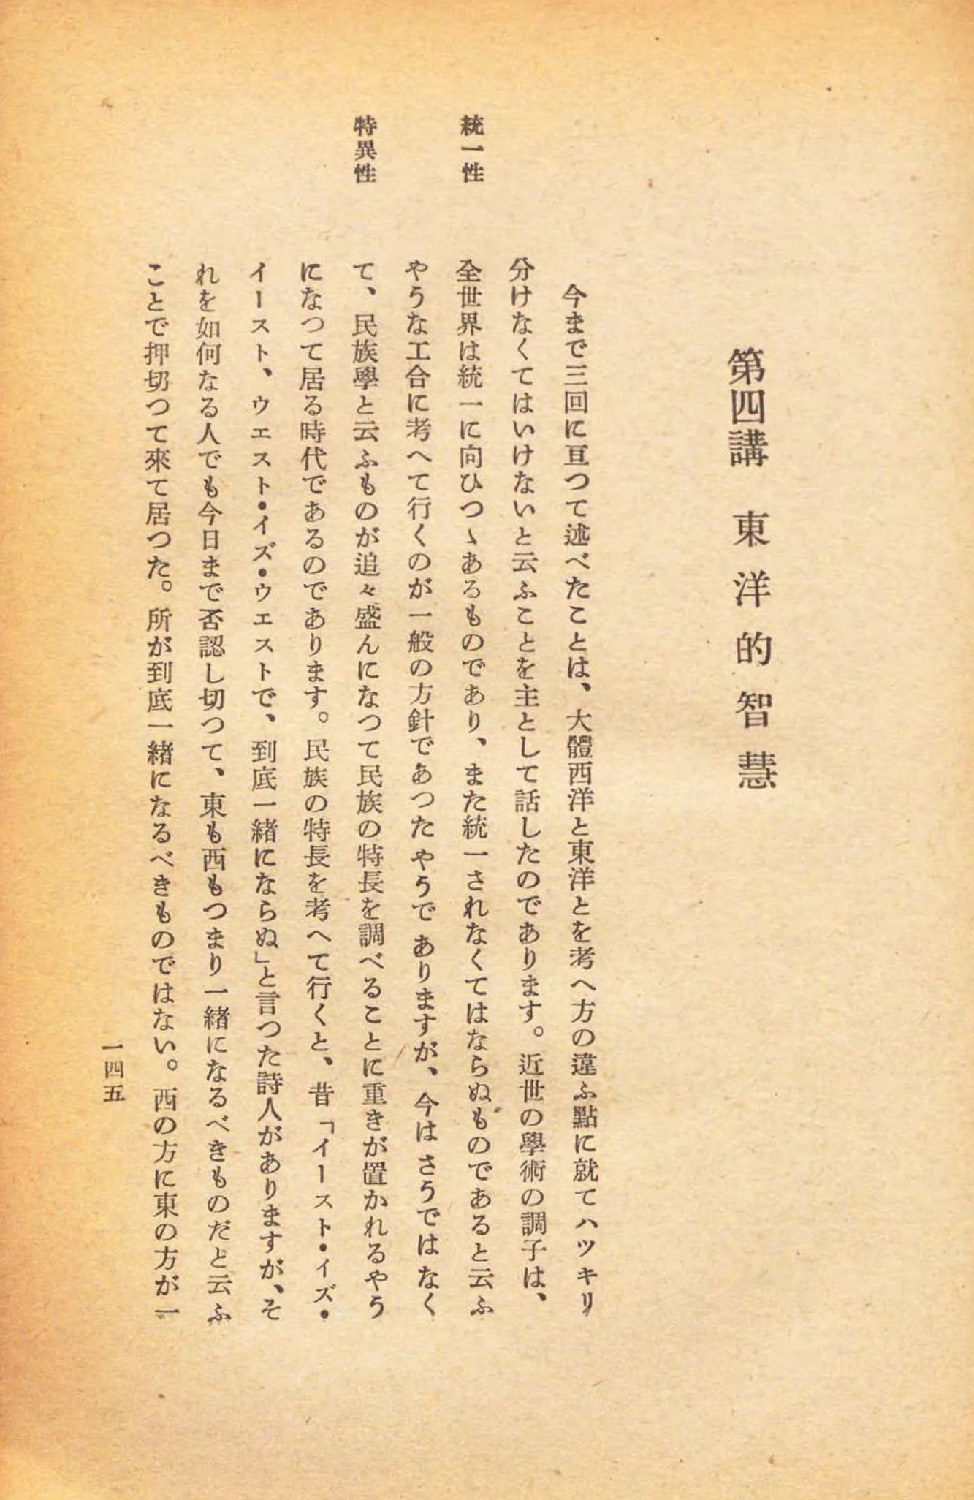 第四講 東洋的智慧
今まで三回に亘つて述べたことは、大體西洋と東洋とを考へ方の違ふ點に就てハツキリ
分けなくてはいけないと云ふことを主として話したのであります。近世の學術の調子は、
統一性
全世界は統一に向ひつゝあるものであり、また統一されなくてはならぬものであると云ふ
やうな工合に考へて行くのが一般の方針であつたやうでありますが、今はさうではなく
特異性
て、民族學と云ふものが追々盛んになつて民族の特長を調べることに重きが置かれるやう
になつて居る時代であるのであります。民族の特長を考へて行くと、昔「イースト・イズ・
イースト、ウエスト・イズ・ウエストで、到底一緒にならぬ」と言つた詩人がありますが、そ
れを如何なる人でも今日まで否認し切つて、東も西もつまり一緒になるべきものだと云ふ
ことで押切つて來て居つた。所が到底一緒になるべきものではない。西の方に東の方が一
一四五